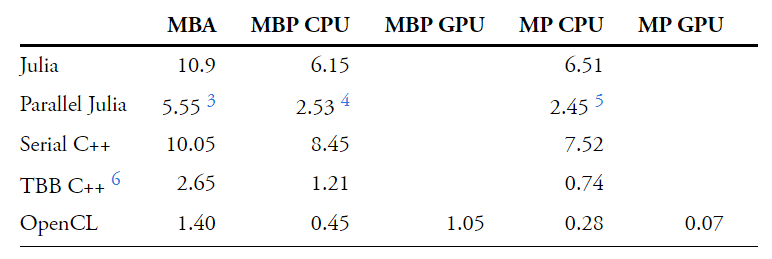 MBA MBP CPU MBP GPU MP CPU MP GPU
Julia 10.9 6.15 6.51
Parallel Julia 5.55 3 2.53 4 2.45 5
Serial C++ 10.05 8.45 7.52
TBB C++ 6 2.65 1.21 0.74
OpenCL 1.40 0.45 1.05 0.28 0.07